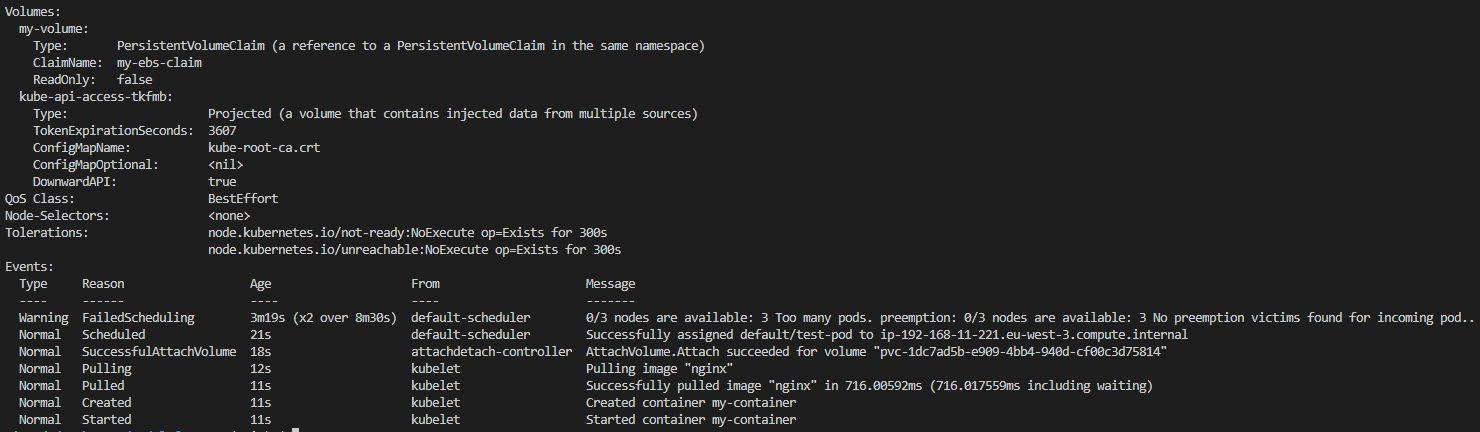 Volumes:
  my-volume:
    Type:       PersistentVolumeClaim (a reference to a PersistentVolumeClaim in the same namespace)
    ClaimName:  my-ebs-claim
    ReadOnly:   false
  kube-api-access-tkfmb:
    Type:                    Projected (a volume that contains injected data from multiple sources)
    TokenExpirationSeconds:  3607
    ConfigMapName:           kube-root-ca.crt
    ConfigMapOptional:       <nil>
    DownwardAPI:             true
QoS Class:                   BestEffort
Node-Selectors:              <none>
Tolerations:                 node.kubernetes.io/not-ready:NoExecute op=Exists for 300s
                             node.kubernetes.io/unreachable:NoExecute op=Exists for 300s
Events:
  Type     Reason                  Age                    From                     Message
  ----     ------                  ----                   ----                     -------
  Warning  FailedScheduling        3m19s (x2 over 8m30s)  default-scheduler        0/3 nodes are available: 3 Too many pods. preemption: 0/3 nodes are available: 3 No preemption victims found for incoming pod..
  Normal   Scheduled               21s                    default-scheduler        Successfully assigned default/test-pod to ip-192-168-11-221.eu-west-3.compute.internal
  Normal   SuccessfulAttachVolume  18s                    attachdetach-controller  AttachVolume.Attach succeeded for volume "pvc-1dc7ad5b-e909-4bb4-940d-cf00c3d75814"
  Normal   Pulling                 12s                    kubelet                  Pulling image "nginx"
  Normal   Pulled                  11s                    kubelet                  Successfully pulled image "nginx" in 716.00592ms (716.017559ms including waiting)
  Normal   Created                 11s                    kubelet                  Created container my-container
  Normal   Started                 11s                    kubelet                  Started container my-container